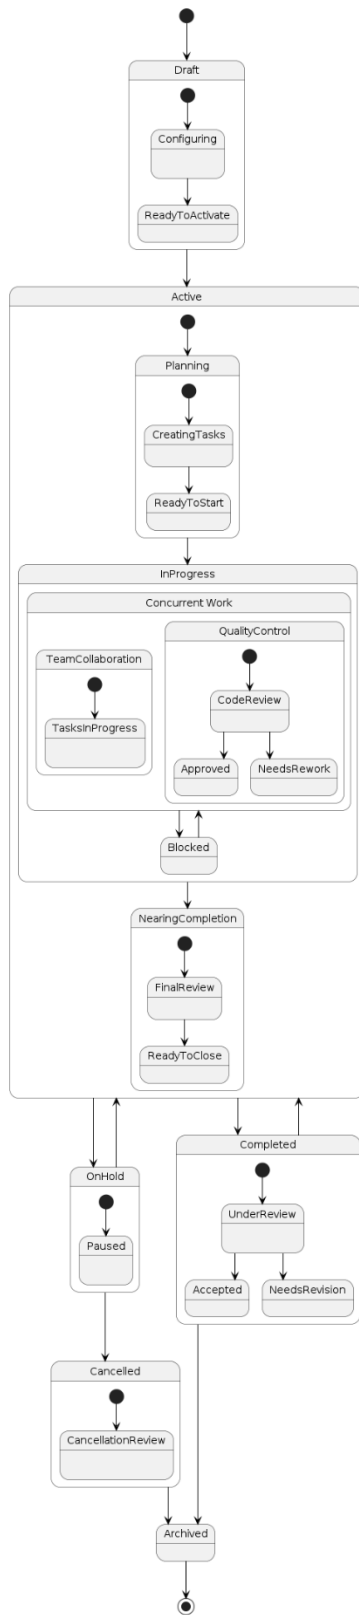 Draft
Configuring
ReadyToActivate
Active
Planning
CreatingTasks
ReadyToStart
InProgress
Concurrent Work
QualityControl
TeamCollaboration
CodeReview
TasksInProgress
Approved
NeedsRework
Blocked
NearingCompletion
FinalReview
ReadyToClose
Completed
OnHold
UnderReview
Paused
Accepted
NeedsRevision
Cancelled
CancellationReview
Archived